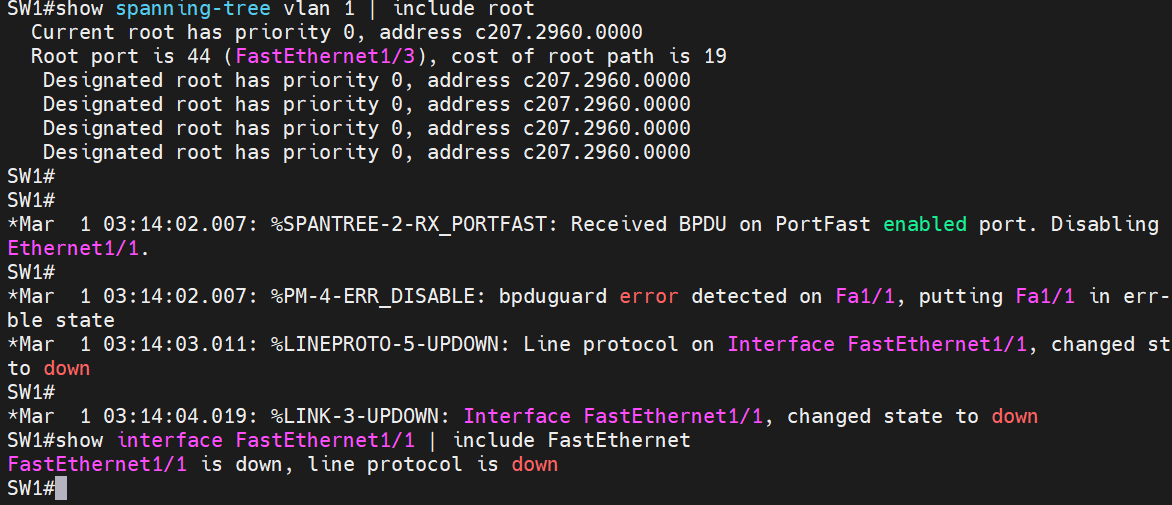 SW1#show spanning-tree vlan 1 | include root
  Current root has priority 0, address c207.2960.0000
  Root port is 44 (FastEthernet1/3), cost of root path is 19
   Designated root has priority 0, address c207.2960.0000
   Designated root has priority 0, address c207.2960.0000
   Designated root has priority 0, address c207.2960.0000
   Designated root has priority 0, address c207.2960.0000
SW1#
SW1#
*Mar  1 03:14:02.007: %SPANTREE-2-RX_PORTFAST: Received BPDU on PortFast enabled port. Disabling
Ethernet1/1.
SW1#
*Mar  1 03:14:02.007: %PM-4-ERR_DISABLE: bpduguard error detected on Fa1/1, putting Fa1/1 in err-
ble state
*Mar  1 03:14:03.011: %LINEPROTO-5-UPDOWN: Line protocol on Interface FastEthernet1/1, changed st
to down
SW1#
*Mar  1 03:14:04.019: %LINK-3-UPDOWN: Interface FastEthernet1/1, changed state to down
SW1#show interface FastEthernet1/1 | include FastEthernet
FastEthernet1/1 is down, line protocol is down
SW1#